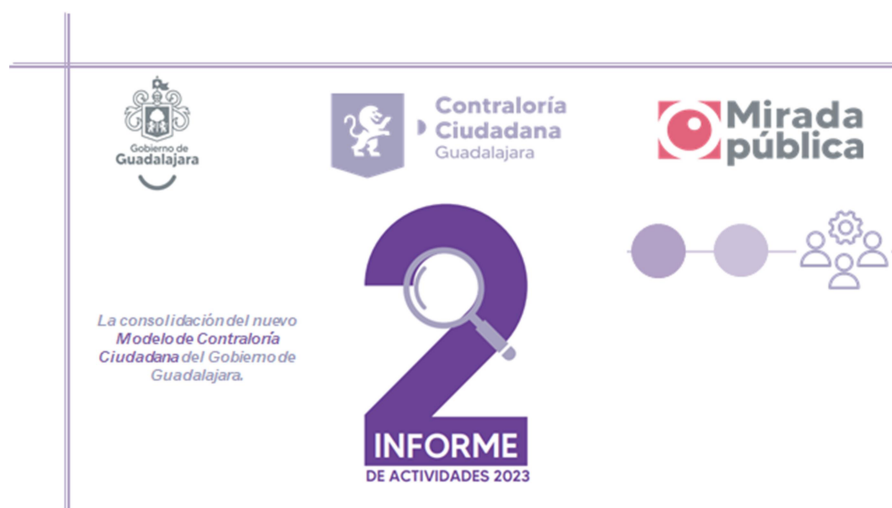 Gobierno de
Guadalajara
Contraloría
Ciudadana
Guadalajara
Mirada
pública
La consolidación del nuevo
Modelo de Contraloría
Ciudadana del Gobierno de
Guadalajara.
2
INFORME
DE ACTIVIDADES 2023